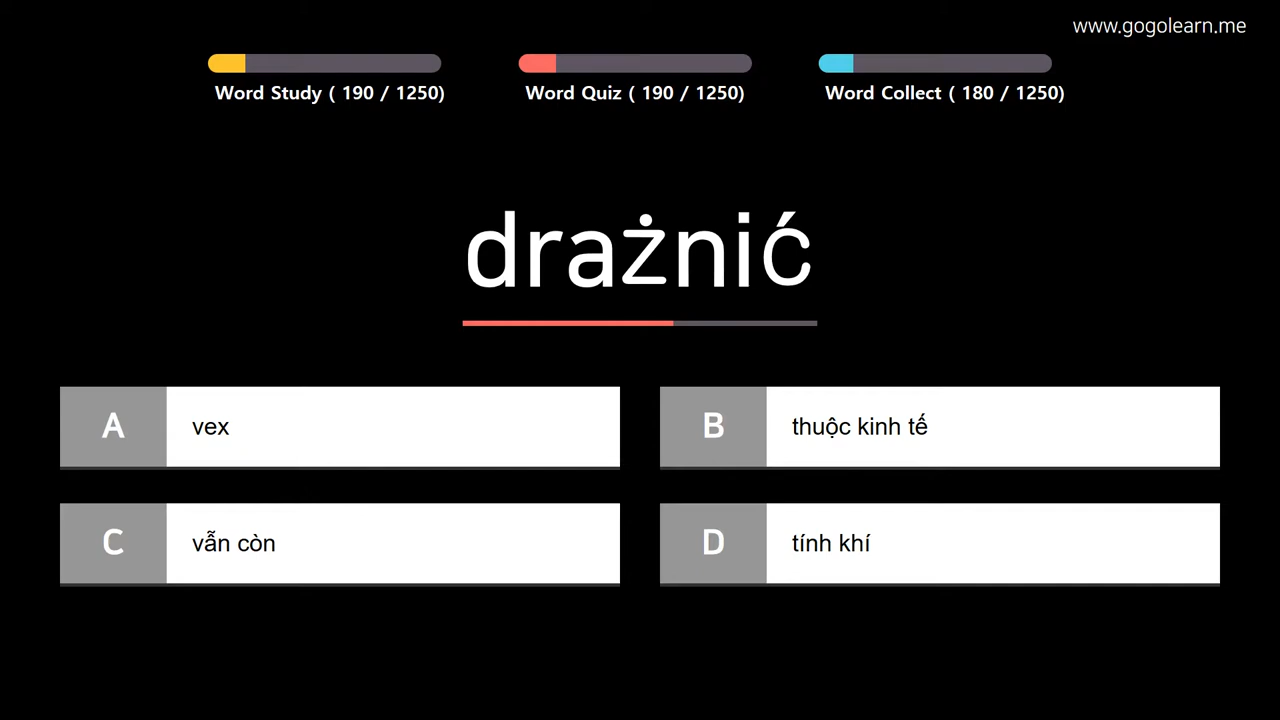 www.gogolearn.me
Word Study ( 190 / 1250)
Word Quiz ( 190 / 1250)
Word Collect ( 180 / 1250)
drażnić
A vex
B thuộc kinh tế
C vẫn còn
D tính khí